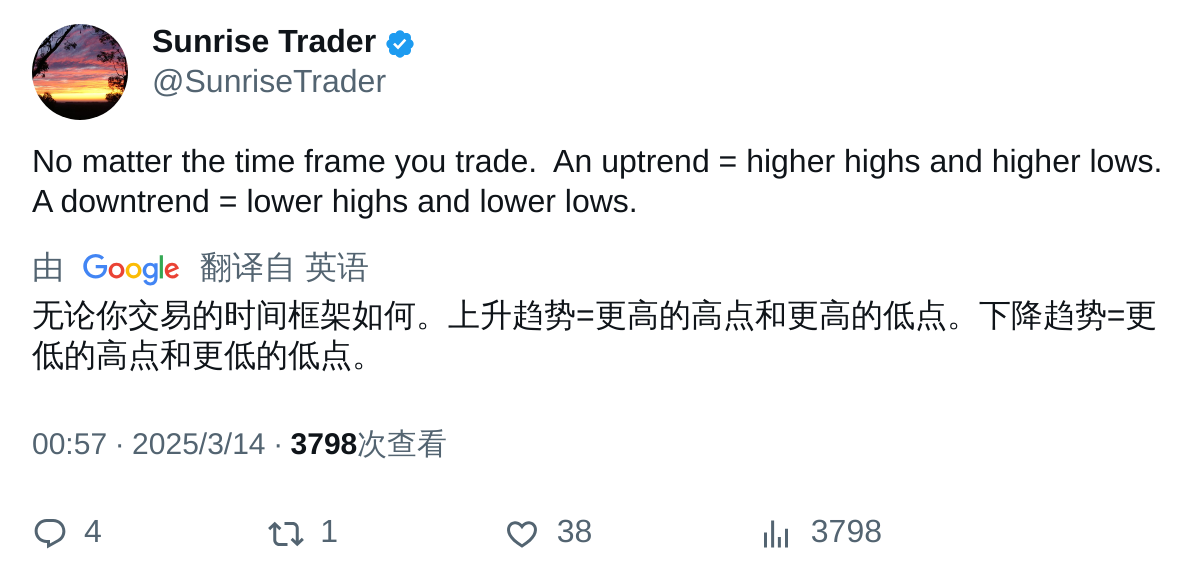 Sunrise Trader
@SunriseTrader
No matter the time frame you trade.  An uptrend = higher highs and higher lows.
A downtrend = lower highs and lower lows.
由 Google 翻译自 英语
无论你交易的时间框架如何。上升趋势=更高的高点和更高的低点。下降趋势=更
低的高点和更低的低点。
00:57 · 2025/3/14 · 3798次查看
4 1 38 3798